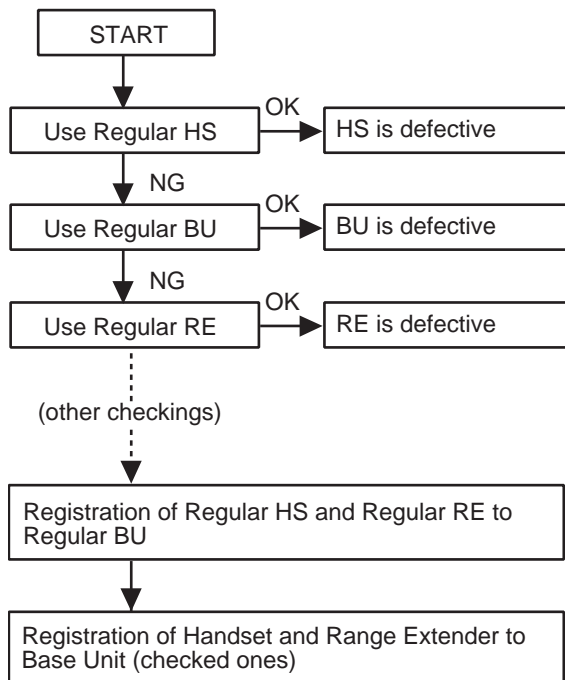 START
OK
Use Regular HS
HS is defective
NG
OK
Use Regular BU
BU is defective
NG
OK
Use Regular RE
RE is defective
(other checkings)
Registration of Regular HS and Regular RE to
Regular BU
Registration of Handset and Range Extender to
Base Unit (checked ones)